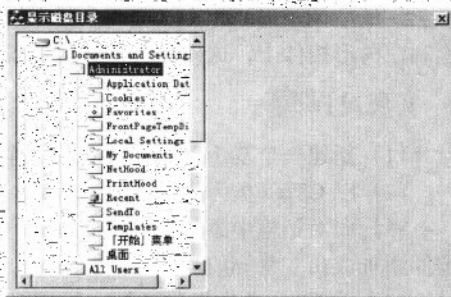 显示磁盘目录
C:\
Documents and Setting
Administrator
Application Dat
Cookies
Favorites
FrontPageTempDi
Local Settings
My Documents
NetHood
PrintHood
Recent
SendTo
Templates
「开始」菜单
桌面
All Users